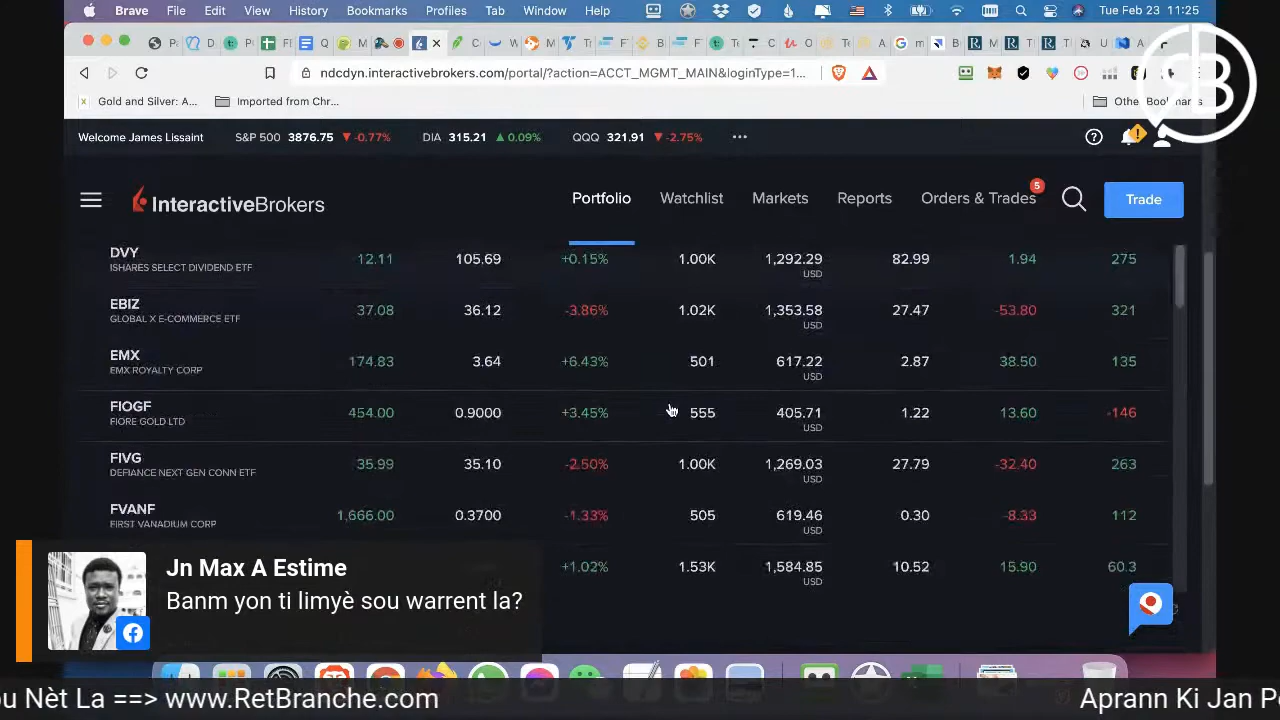 Brave File Edit View History Bookmarks Profiles Tab Window Help Tue Feb 23 11:25
ndcdyn.interactivebrokers.com/portal/?action=ACCT_MGMT_MAIN&loginType=1...
Gold and Silver: A... Imported from Chr... Other Bookmarks
Welcome James Lissaint S&P 500 3876.75 ▼-0.77% DIA 315.21 ▲0.09% QQQ 321.91 ▼-2.75% •••
InteractiveBrokers Portfolio Watchlist Markets Reports Orders & Trades 5 Trade
DVY 12.11 105.69 +0.15% 1.00K 1,292.29 82.99 1.94 275
ISHARES SELECT DIVIDEND ETF USD
EBIZ 37.08 36.12 -3.86% 1.02K 1,353.58 27.47 -53.80 321
GLOBAL X E-COMMERCE ETF USD
EMX 174.83 3.64 +6.43% 501 617.22 2.87 38.50 135
EMX ROYALTY CORP USD
FIOGF 454.00 0.9000 +3.45% 555 405.71 1.22 13.60 -146
FIORE GOLD LTD USD
FIVG 35.99 35.10 -2.50% 1.00K 1,269.03 27.79 -32.40 263
DEFIANCE NEXT GEN CONN ETF USD
FVANF 1,666.00 0.3700 -1.33% 505 619.46 0.30 -8.33 112
FIRST VANADIUM CORP USD
+1.02% 1.53K 1,584.85 10.52 15.90 60.3
USD
Jn Max A Estime
Banm yon ti limyè sou warrent la?
ou Nèt La ==> www.RetBranche.com Aprann Ki Jan